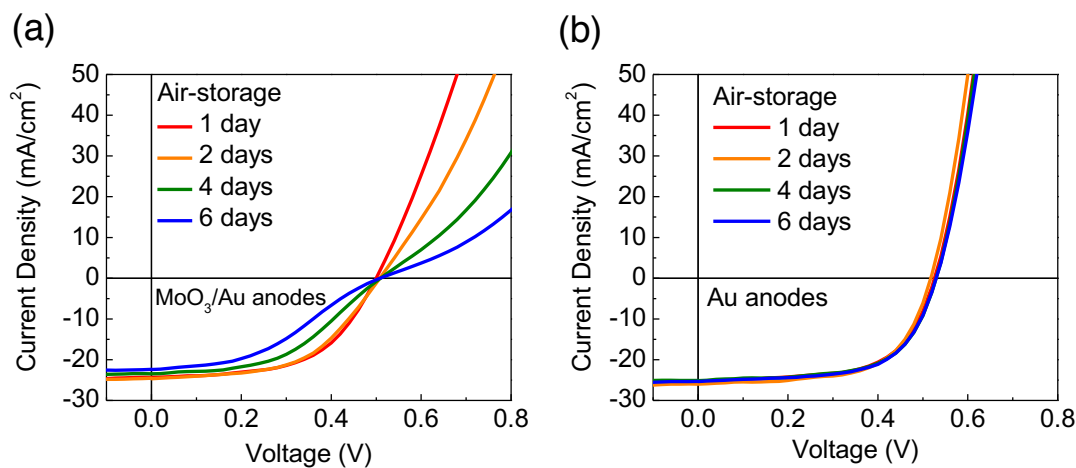 (a)
50
40
30
20
10
0
-10
-20
-30
Current Density (mA/cm²)
Air-storage
1 day
2 days
4 days
6 days
MoO₃/Au anodes
0.0 0.2 0.4 0.6 0.8
Voltage (V)
(b)
50
40
30
20
10
0
-10
-20
-30
Current Density (mA/cm²)
Air-storage
1 day
2 days
4 days
6 days
Au anodes
0.0 0.2 0.4 0.6 0.8
Voltage (V)